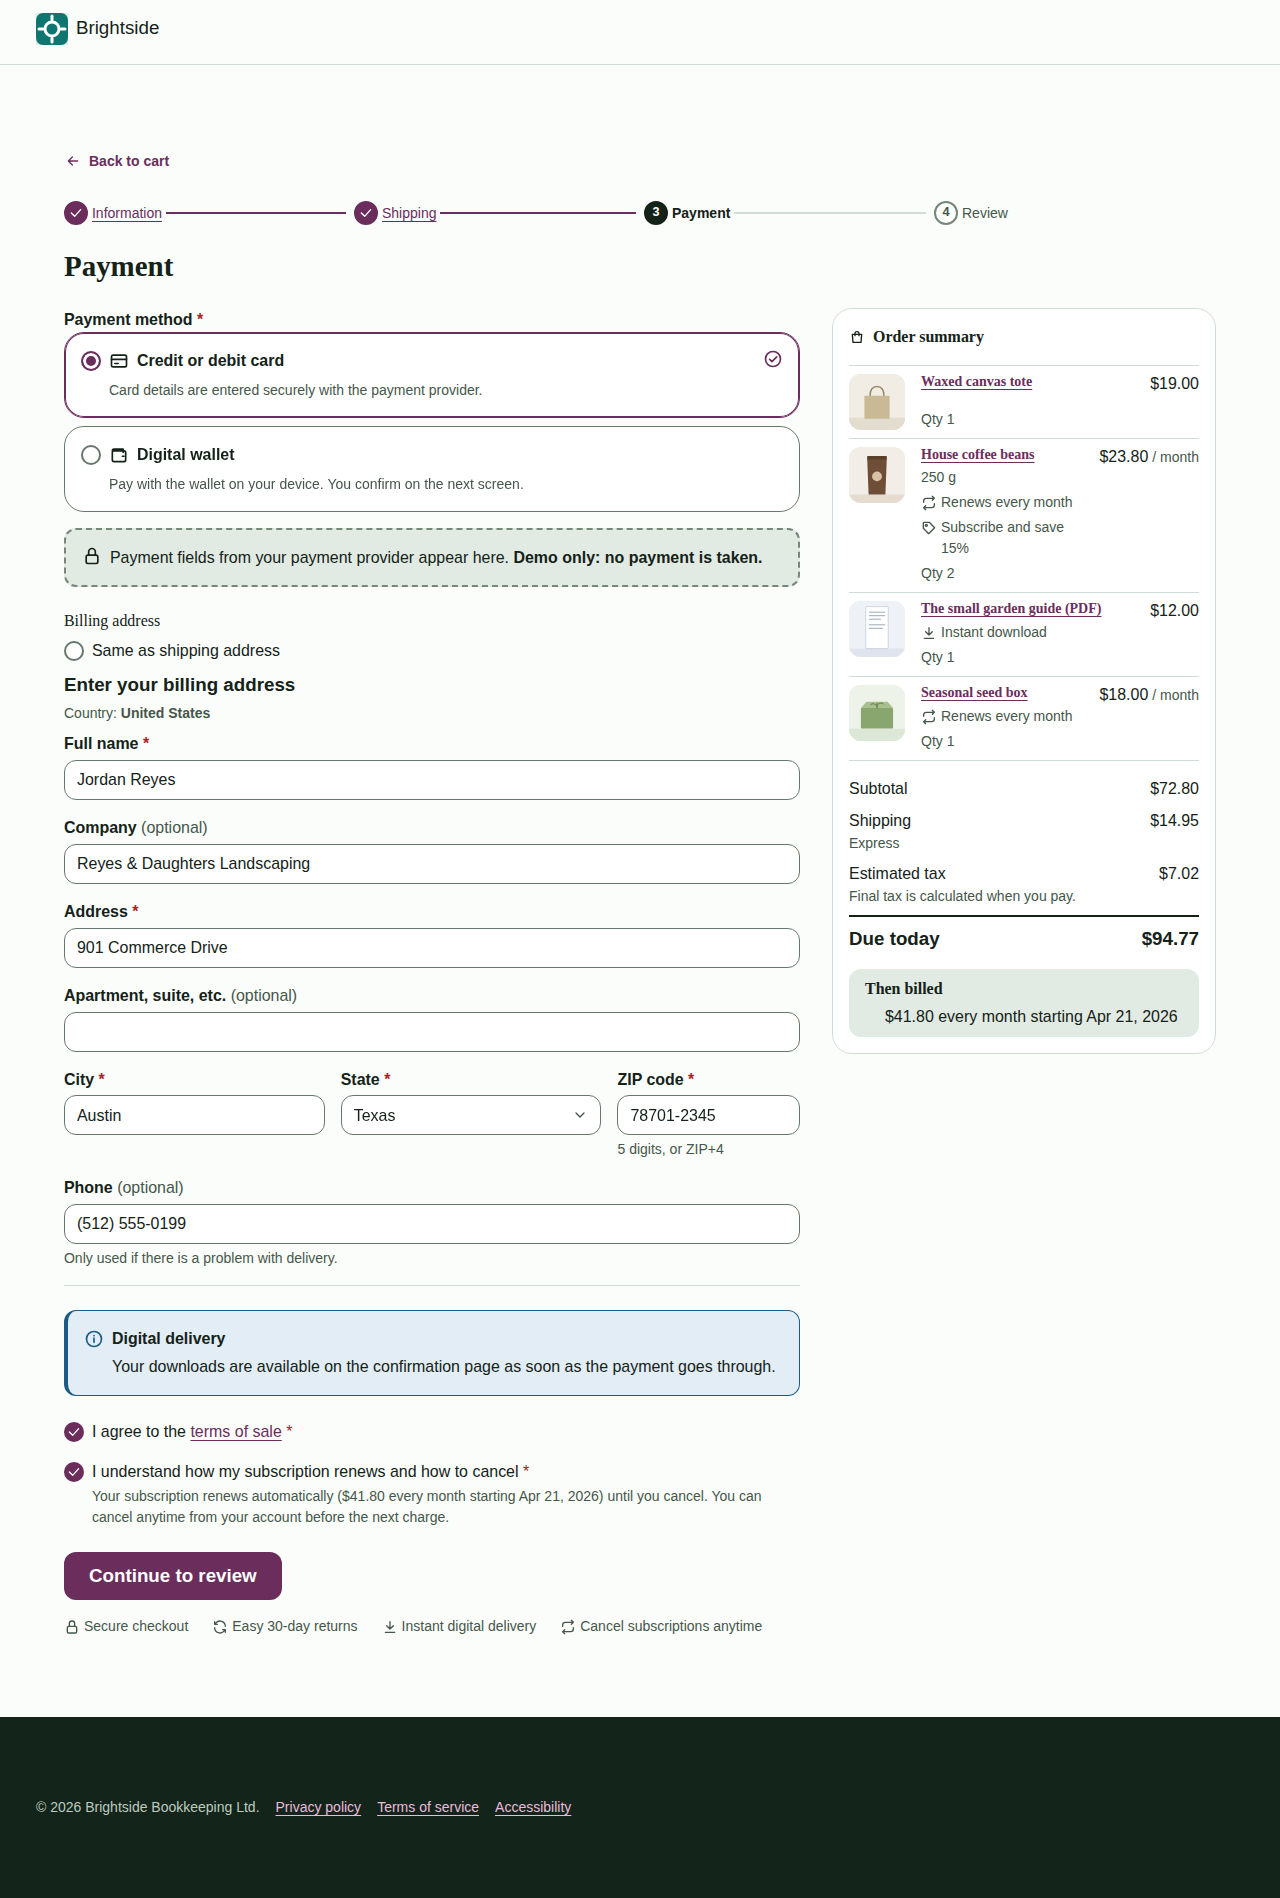 Brightside
Back to cart
Information
Shipping
3 Payment
4 Review
Payment
Payment method *
Credit or debit card
Card details are entered securely with the payment provider.
Digital wallet
Pay with the wallet on your device. You confirm on the next screen.
Payment fields from your payment provider appear here. Demo only: no payment is taken.
Billing address
Same as shipping address
Enter your billing address
Country: United States
Full name *
Jordan Reyes
Company (optional)
Reyes & Daughters Landscaping
Address *
901 Commerce Drive
Apartment, suite, etc. (optional)
City *
Austin
State *
Texas
ZIP code *
78701-2345
5 digits, or ZIP+4
Phone (optional)
(512) 555-0199
Only used if there is a problem with delivery.
Digital delivery
Your downloads are available on the confirmation page as soon as the payment goes through.
I agree to the terms of sale *
I understand how my subscription renews and how to cancel *
Your subscription renews automatically ($41.80 every month starting Apr 21, 2026) until you cancel. You can
cancel anytime from your account before the next charge.
Continue to review
Secure checkout
Easy 30-day returns
Instant digital delivery
Cancel subscriptions anytime
Order summary
Waxed canvas tote
$19.00
Qty 1
House coffee beans
$23.80 / month
250 g
Renews every month
Subscribe and save
15%
Qty 2
The small garden guide (PDF)
$12.00
Instant download
Qty 1
Seasonal seed box
$18.00 / month
Renews every month
Qty 1
Subtotal
$72.80
Shipping
$14.95
Express
Estimated tax
$7.02
Final tax is calculated when you pay.
Due today
$94.77
Then billed
$41.80 every month starting Apr 21, 2026
© 2026 Brightside Bookkeeping Ltd.
Privacy policy
Terms of service
Accessibility